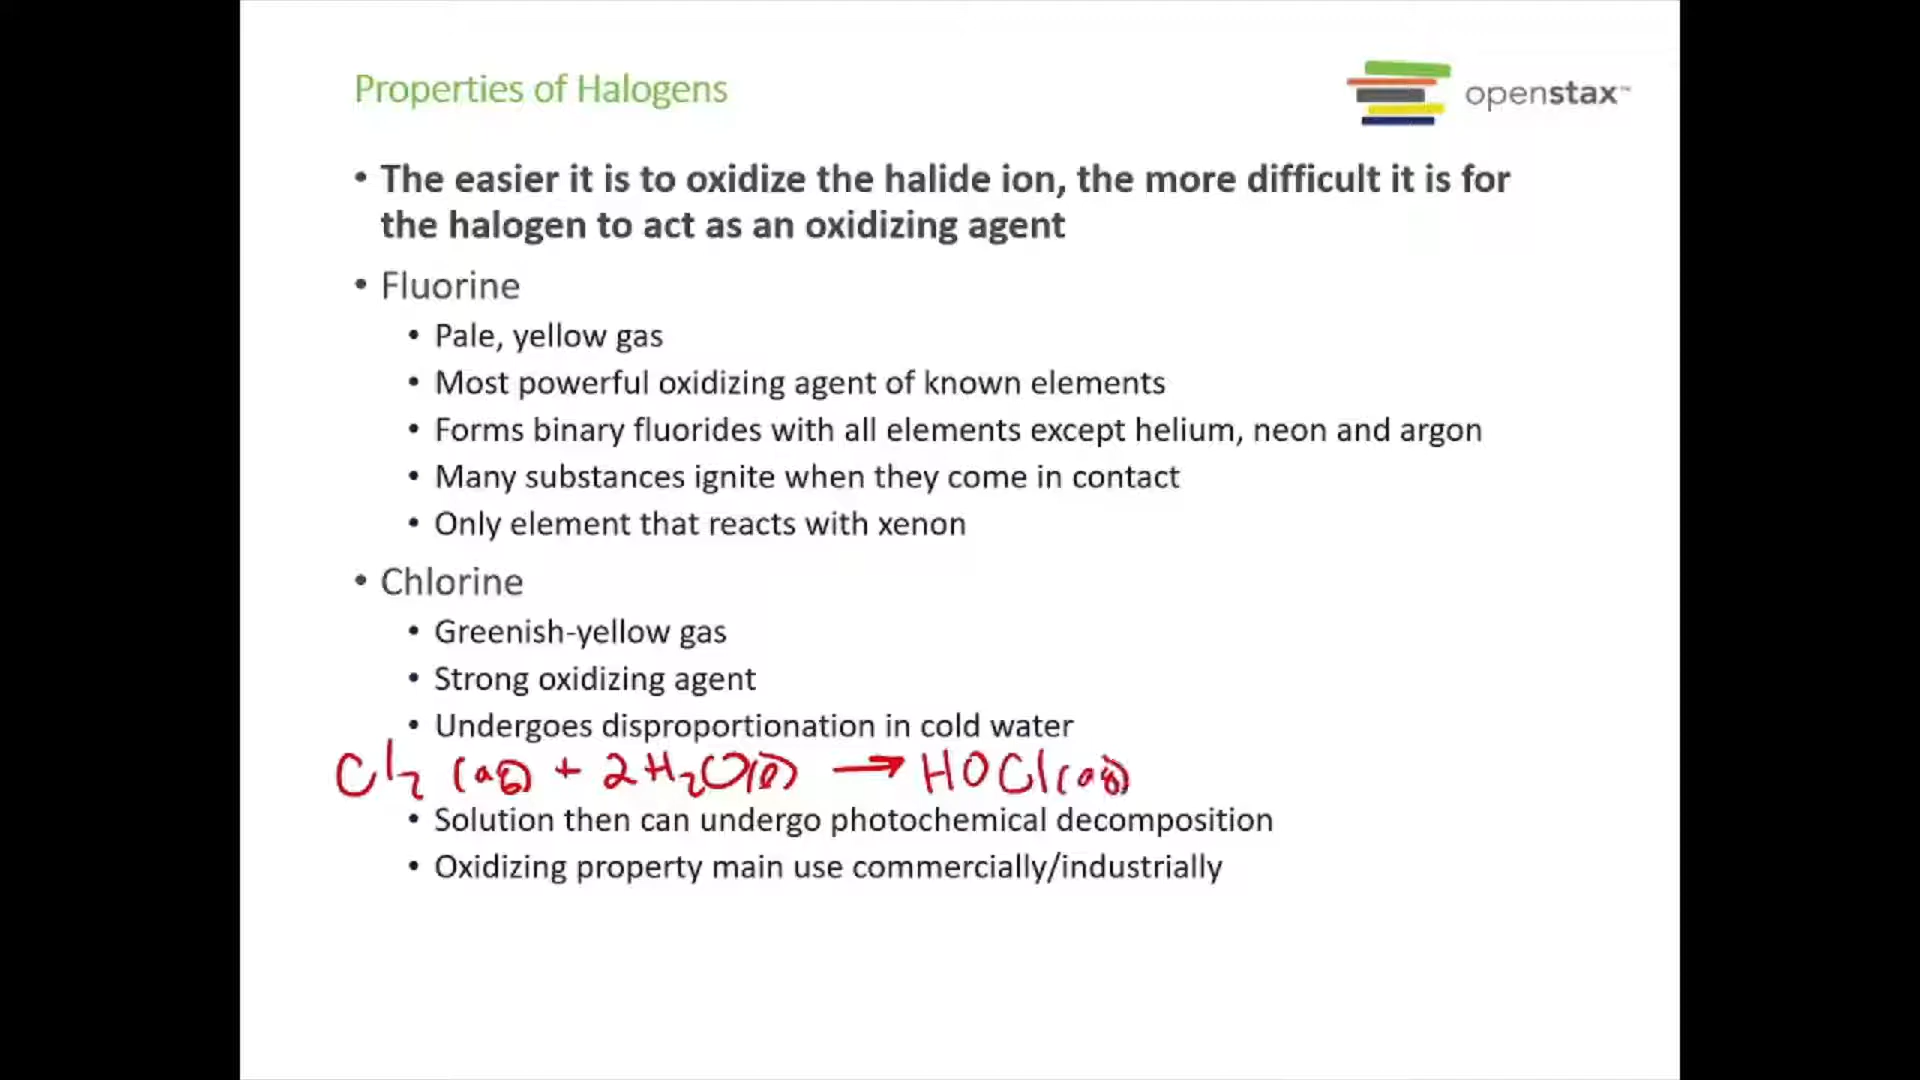 Properties of Halogens
openstax™
• The easier it is to oxidize the halide ion, the more difficult it is for
the halogen to act as an oxidizing agent
• Fluorine
• Pale, yellow gas
• Most powerful oxidizing agent of known elements
• Forms binary fluorides with all elements except helium, neon and argon
• Many substances ignite when they come in contact
• Only element that reacts with xenon
• Chlorine
• Greenish-yellow gas
• Strong oxidizing agent
• Undergoes disproportionation in cold water
Cl₂ (aq) + 2H₂O(l) → HOCl(aq)
• Solution then can undergo photochemical decomposition
• Oxidizing property main use commercially/industrially